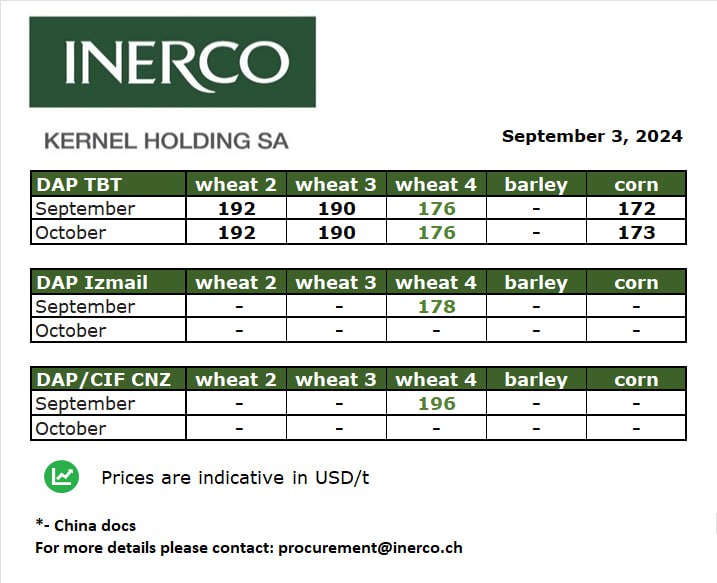 INERCO
KERNEL HOLDING SA
September 3, 2024
DAP TBT wheat 2 wheat 3 wheat 4 barley corn
September 192 190 176 - 172
October 192 190 176 - 173
DAP Izmail wheat 2 wheat 3 wheat 4 barley corn
September - - 178 - -
October - - - - -
DAP/CIF CNZ wheat 2 wheat 3 wheat 4 barley corn
September - - 196 - -
October - - - - -
Prices are indicative in USD/t
*- China docs
For more details please contact: procurement@inerco.ch